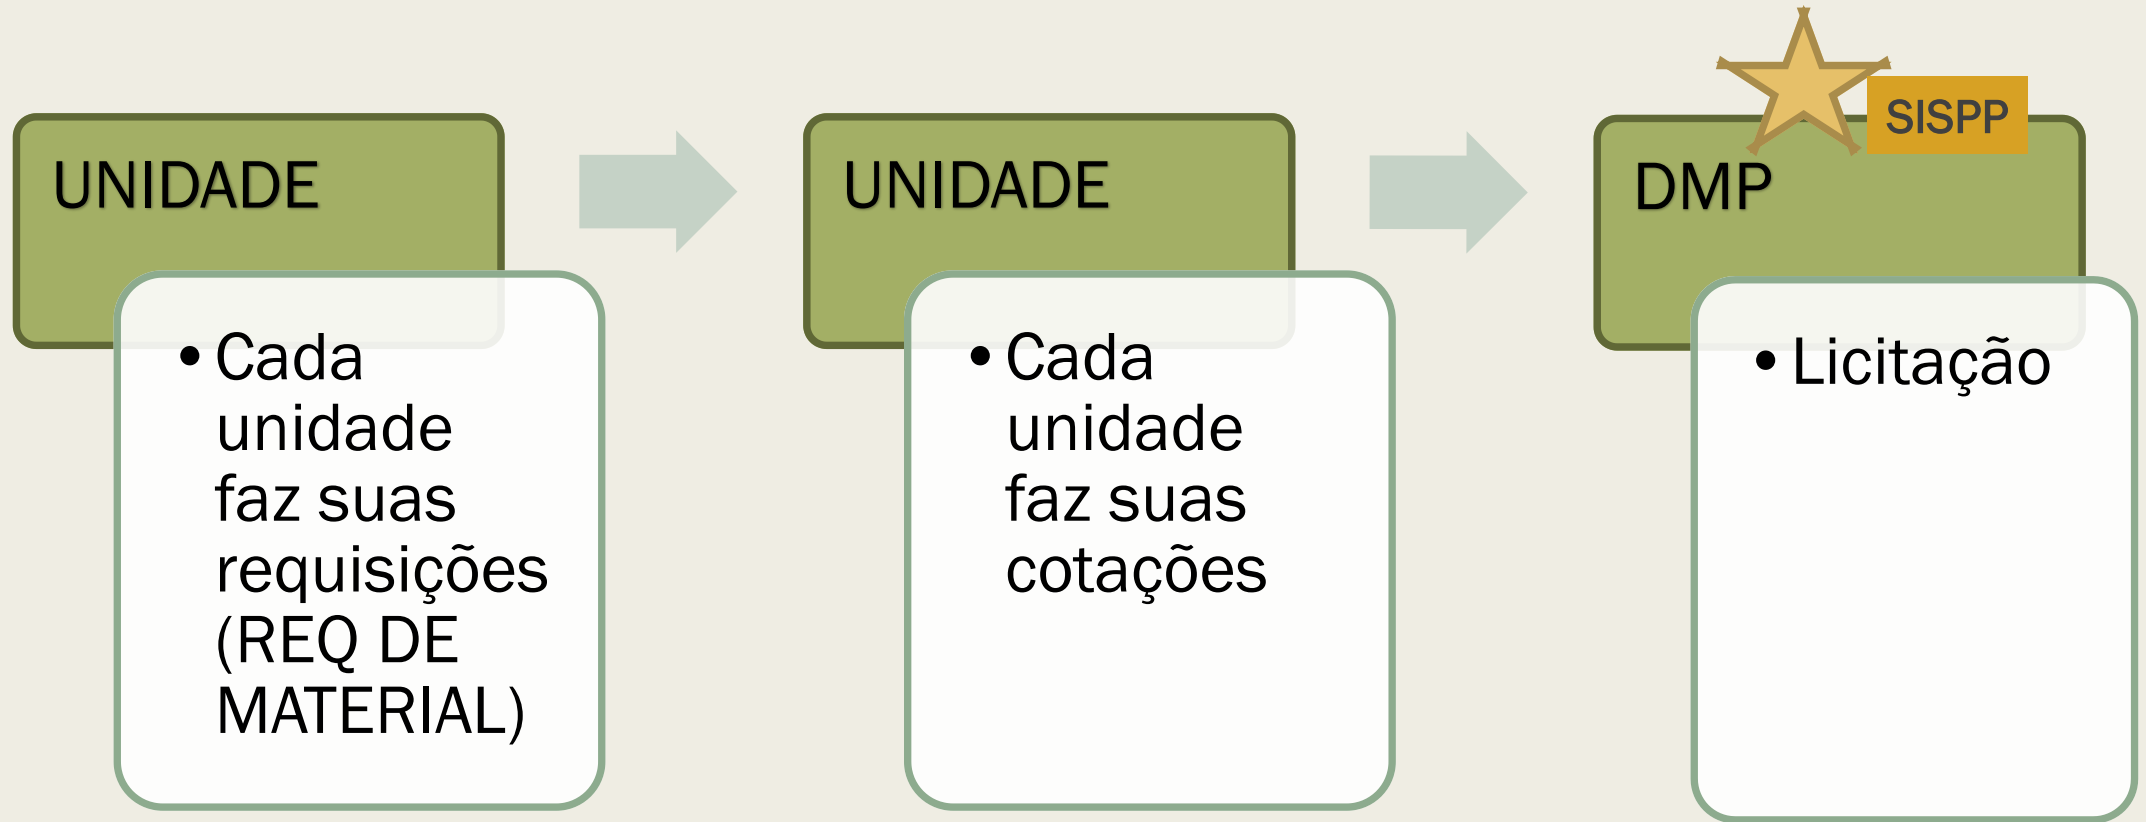 UNIDADE
• Cada
unidade
faz suas
requisições
(REQ DE
MATERIAL)
UNIDADE
• Cada
unidade
faz suas
cotações
SISPP
DMP
• Licitação